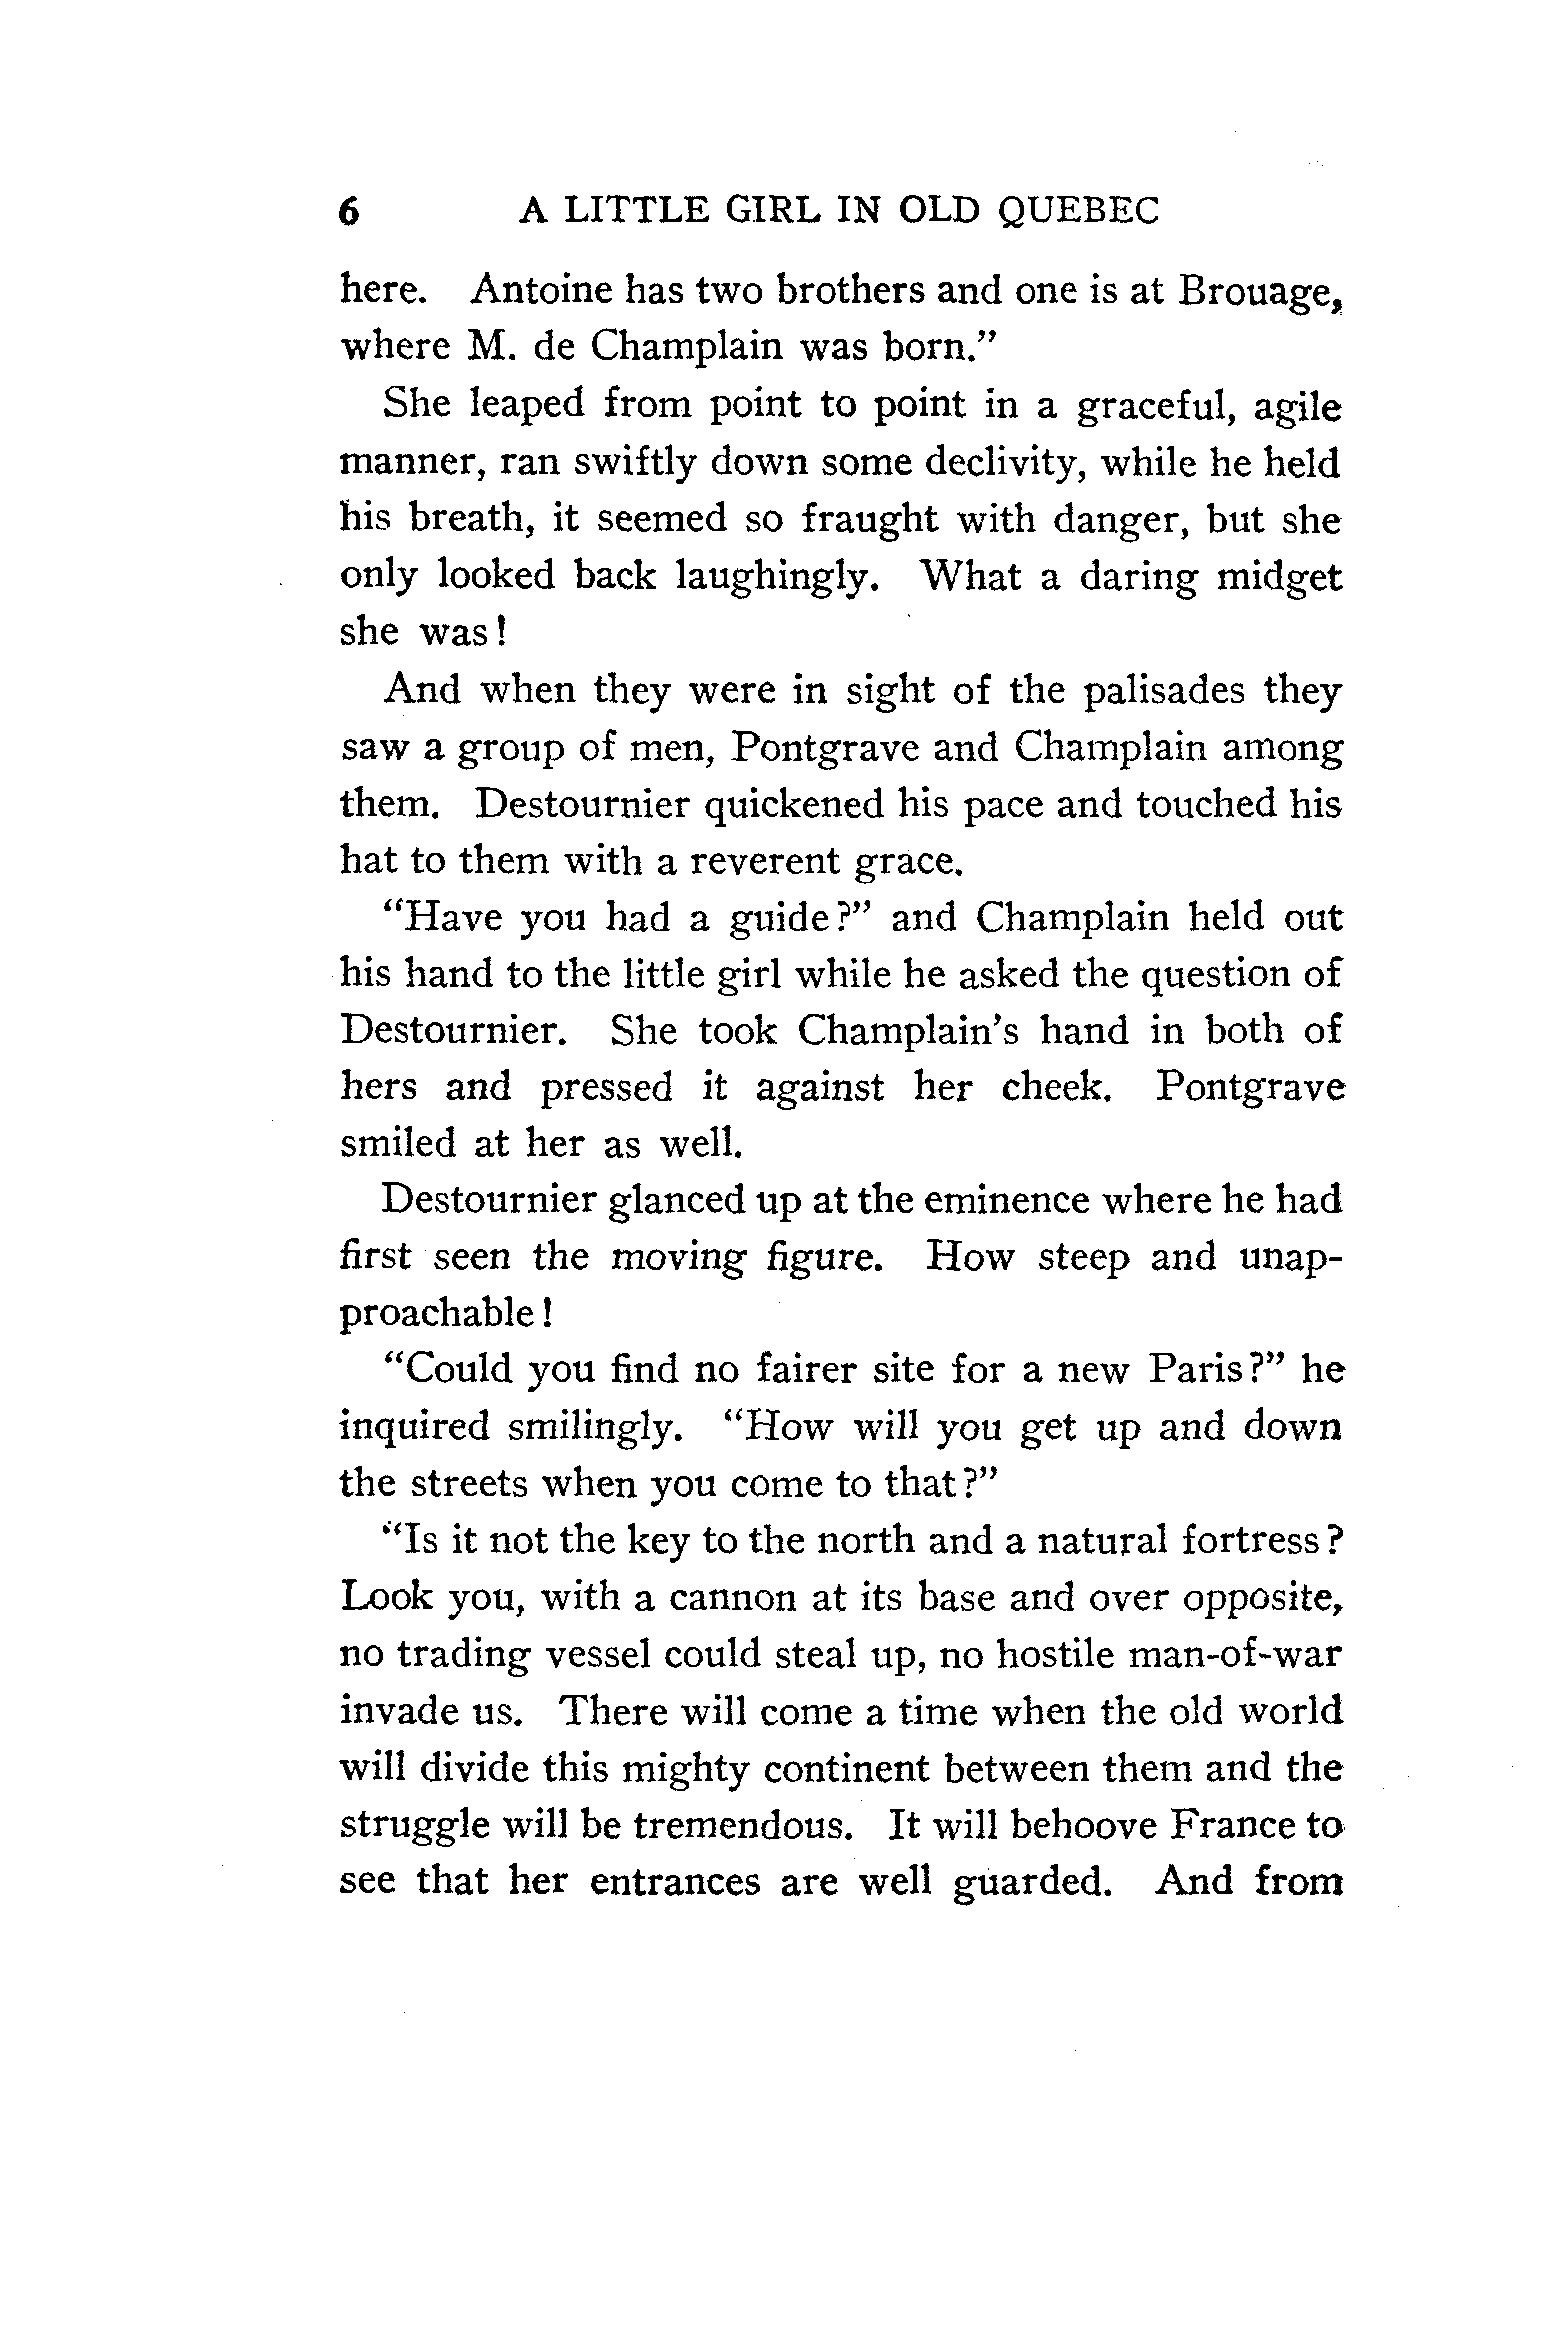 6 A LITTLE GIRL IN OLD QUEBEC
here. Antoine has two brothers and one is at Brouage,
where M. de Champlain was born.”
She leaped from point to point in a graceful, agile
manner, ran swiftly down some declivity, while he held
his breath, it seemed so fraught with danger, but she
only looked back laughingly. What a daring midget
she was!
And when they were in sight of the palisades they
saw a group of men, Pontgrave and Champlain among
them. Destournier quickened his pace and touched his
hat to them with a reverent grace.
“Have you had a guide?” and Champlain held out
his hand to the little girl while he asked the question of
Destournier. She took Champlain’s hand in both of
hers and pressed it against her cheek. Pontgrave
smiled at her as well.
Destournier glanced up at the eminence where he had
first seen the moving figure. How steep and unap-
proachable!
“Could you find no fairer site for a new Paris?” he
inquired smilingly. “How will you get up and down
the streets when you come to that?”
“Is it not the key to the north and a natural fortress?
Look you, with a cannon at its base and over opposite,
no trading vessel could steal up, no hostile man-of-war
invade us. There will come a time when the old world
will divide this mighty continent between them and the
struggle will be tremendous. It will behoove France to
see that her entrances are well guarded. And from